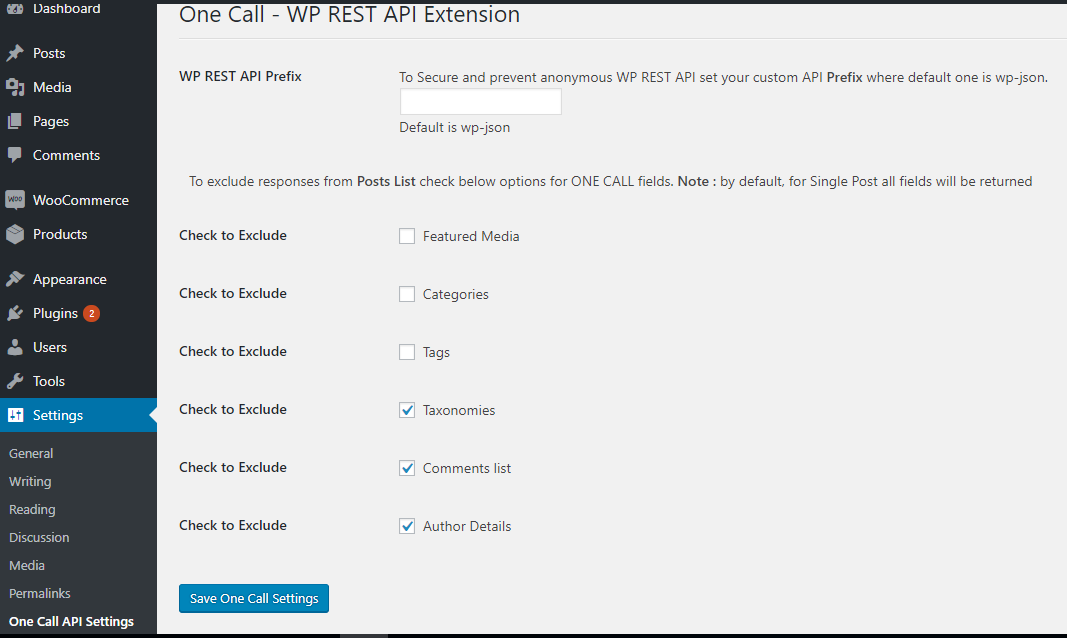 Dashboard
Posts
Media
Pages
Comments
WOO WooCommerce
Products
Appearance
Plugins 2
Users
Tools
Settings
General
Writing
Reading
Discussion
Media
Permalinks
One Call API Settings
One Call - WP REST API Extension
WP REST API Prefix
To Secure and prevent anonymous WP REST API set your custom API Prefix where default one is wp-json.
Default is wp-json
To exclude responses from Posts List check below options for ONE CALL fields. Note : by default, for Single Post all fields will be returned
Check to Exclude Featured Media
Check to Exclude Categories
Check to Exclude Tags
Check to Exclude Taxonomies
Check to Exclude Comments list
Check to Exclude Author Details
Save One Call Settings